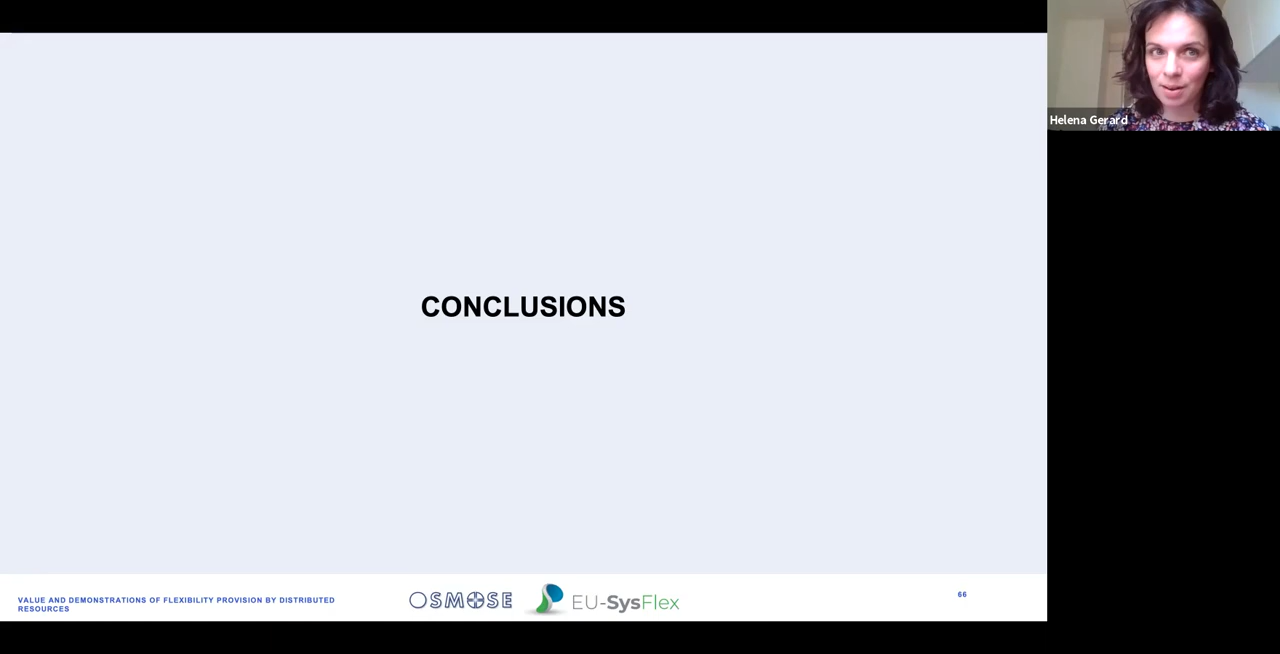 CONCLUSIONS
Helena Gerard
VALUE AND DEMONSTRATIONS OF FLEXIBILITY PROVISION BY DISTRIBUTED
RESOURCES
OSMOSE
EU-SysFlex
66